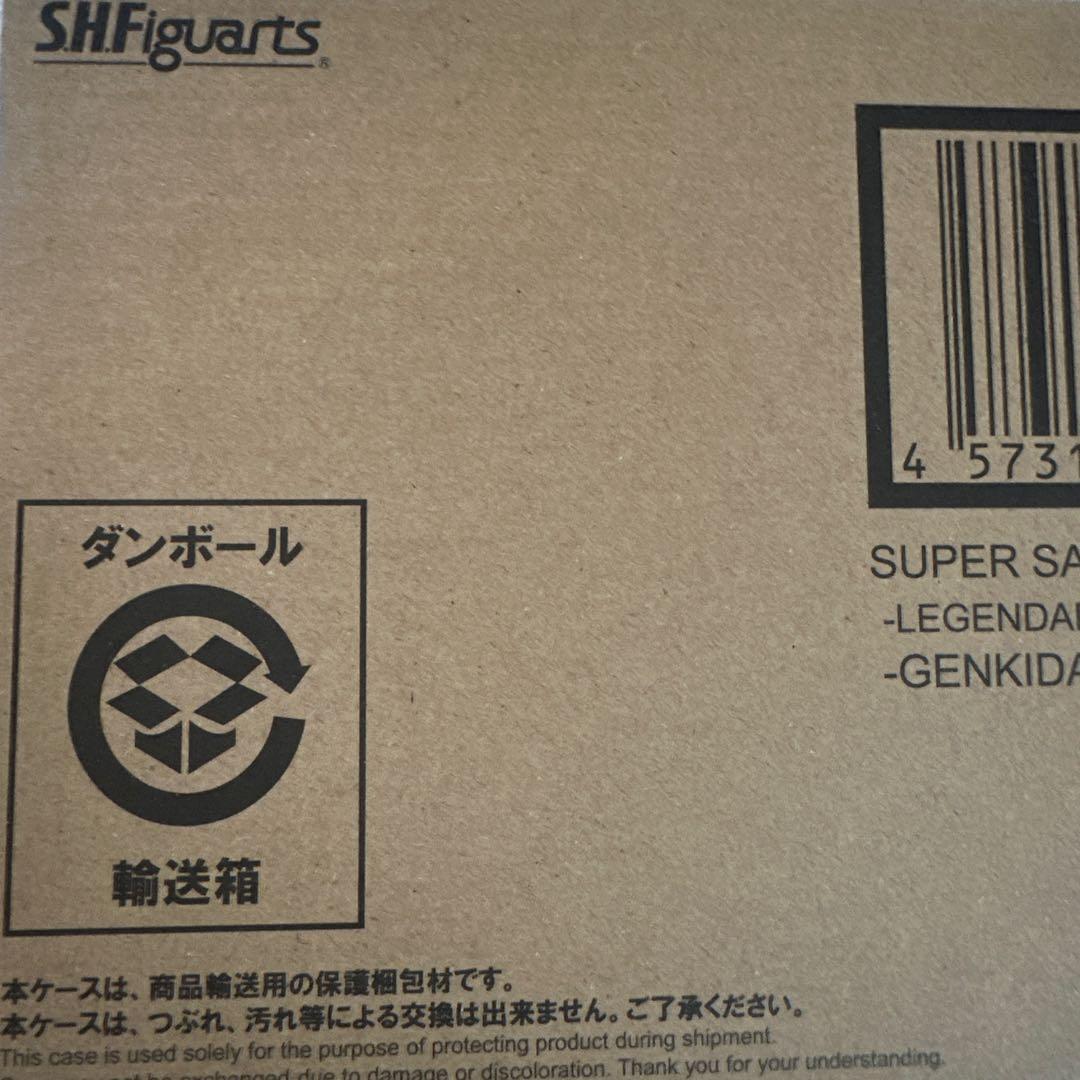 S.H.Figuarts®
4 5731
SUPER SA
-LEGENDA
-GENKIDA
ダンボール
輸送箱
本ケースは、商品輸送用の保護梱包材です。
本ケースは、つぶれ、汚れ等による交換は出来ません。ご了承ください。
This case is used solely for the purpose of protecting product during shipment.
be exchanged due to damage or discoloration. Thank you for your understanding.